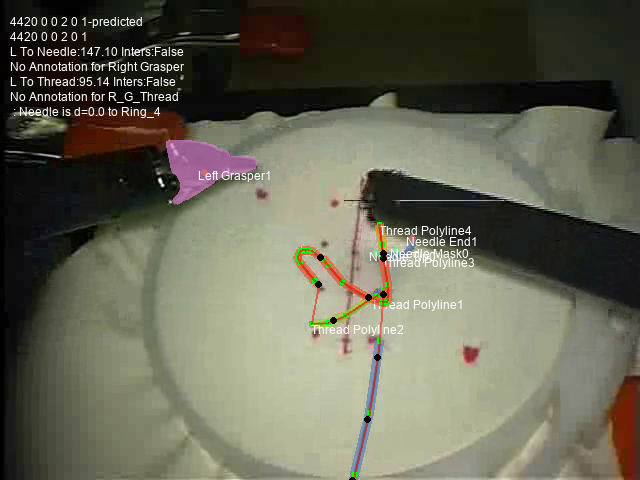 4420 0 0 2 0 1-predicted
4420 0 0 2 0 1
L To Needle:147.10 Inters:False
No Annotation for Right Grasper
L To Thread:95.14 Inters:False
No Annotation for R_G_Thread
: Needle is d=0.0 to Ring_4
Left Grasper1
Thread Polyline4
Needle End1
Needle Mask0
Thread Polyline3
Thread Polyline1
Thread Polyline2